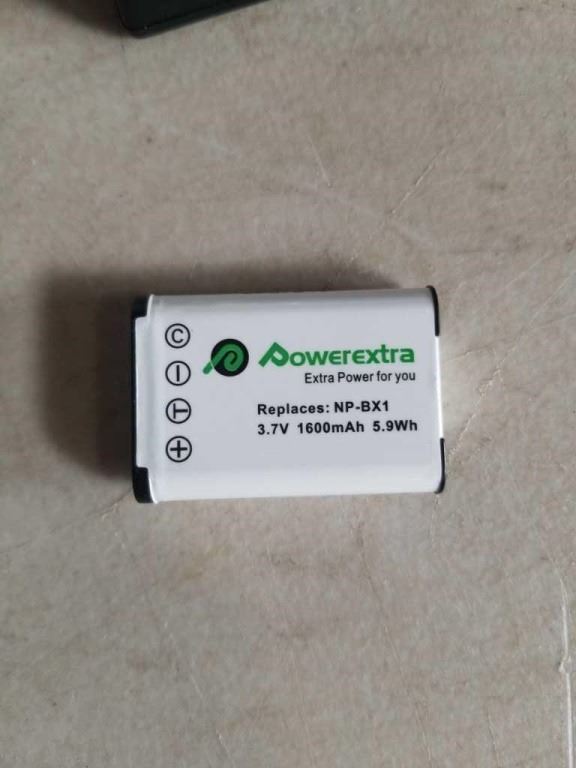 Powerextra
Extra Power for you
Replaces: NP-BX1
3.7V 1600mAh 5.9Wh
C
–
T
+